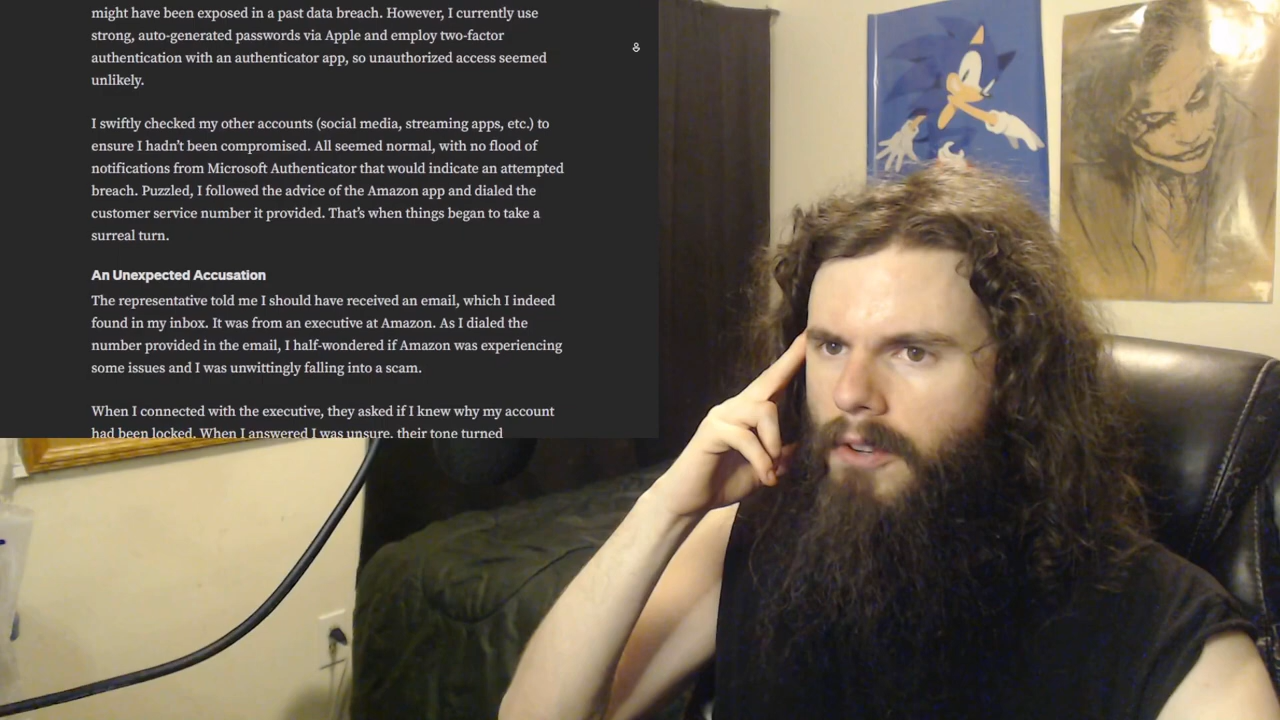 might have been exposed in a past data breach. However, I currently use
strong, auto-generated passwords via Apple and employ two-factor
authentication with an authenticator app, so unauthorized access seemed
unlikely.
I swiftly checked my other accounts (social media, streaming apps, etc.) to
ensure I hadn’t been compromised. All seemed normal, with no flood of
notifications from Microsoft Authenticator that would indicate an attempted
breach. Puzzled, I followed the advice of the Amazon app and dialed the
customer service number it provided. That’s when things began to take a
surreal turn.
An Unexpected Accusation
The representative told me I should have received an email, which I indeed
found in my inbox. It was from an executive at Amazon. As I dialed the
number provided in the email, I half-wondered if Amazon was experiencing
some issues and I was unwittingly falling into a scam.
When I connected with the executive, they asked if I knew why my account
had been locked. When I answered I was unsure, their tone turned